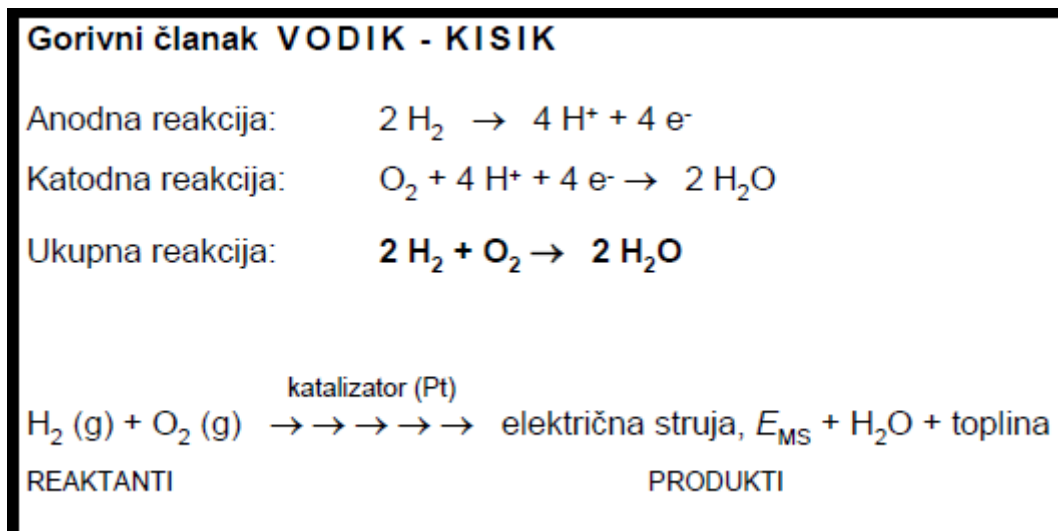 Gorivni članak VODIK - KISIK
Anodna reakcija: 2 H₂ → 4 H⁺ + 4 e⁻
Katodna reakcija: O₂ + 4 H⁺ + 4 e⁻ → 2 H₂O
Ukupna reakcija: 2 H₂ + O₂ → 2 H₂O
katalizator (Pt)
H₂ (g) + O₂ (g) → → → → → električna struja, E_MS + H₂O + toplina
REAKTANTI PRODUKTI